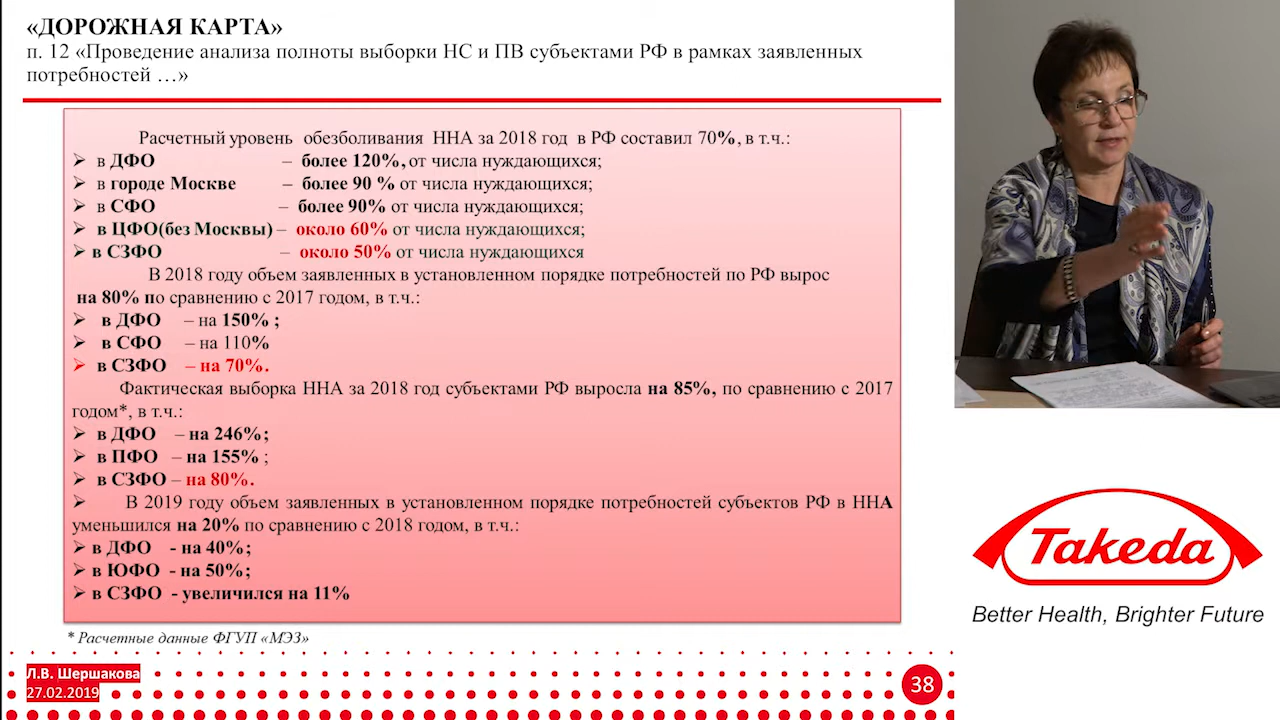 «ДОРОЖНАЯ КАРТА»
п. 12 «Проведение анализа полноты выборки НС и ПВ субъектами РФ в рамках заявленных
потребностей …»
Расчетный уровень обезболивания ННА за 2018 год в РФ составил 70%, в т.ч.:
➢ в ДФО – более 120%, от числа нуждающихся;
➢ в городе Москве – более 90 % от числа нуждающихся;
➢ в СФО – более 90% от числа нуждающихся;
➢ в ЦФО(без Москвы) – около 60% от числа нуждающихся;
➢ в СЗФО – около 50% от числа нуждающихся
В 2018 году объем заявленных в установленном порядке потребностей по РФ вырос
на 80% по сравнению с 2017 годом, в т.ч.:
➢ в ДФО – на 150% ;
➢ в СФО – на 110%
➢ в СЗФО – на 70%.
Фактическая выборка ННА за 2018 год субъектами РФ выросла на 85%, по сравнению с 2017
годом*, в т.ч.:
➢ в ДФО – на 246%;
➢ в ПФО – на 155% ;
➢ в СЗФО – на 80%.
➢ В 2019 году объем заявленных в установленном порядке потребностей субъектов РФ в ННА
уменьшился на 20% по сравнению с 2018 годом, в т.ч.:
➢ в ДФО - на 40%;
➢ в ЮФО - на 50%;
➢ в СЗФО - увеличился на 11%
* Расчетные данные ФГУП «МЭЗ»
Л.В. Шершакова
27.02.2019
38
Takeda
Better Health, Brighter Future